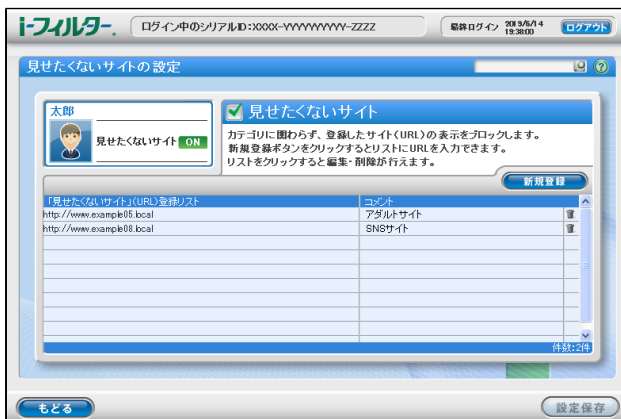 i-フィルター.
ログイン中のシリアルID:XXXX-YYYYYYYYY-ZZZZ
最終ログイン 2019/6/14 19:38:00
ログアウト
見せたくないサイトの設定
太郎
見せたくないサイト ON
見せたくないサイト
カテゴリに関わらず、登録したサイト(URL)の表示をブロックします。
新規登録ボタンをクリックするとリストにURLを入力できます。
リストをクリックすると編集・削除が行えます。
新規登録
「見せたくないサイト」(URL)登録リスト コメント
http://www.example05.local アダルトサイト
http://www.example08.local SNSサイト
件数:2件
もどる
設定保存